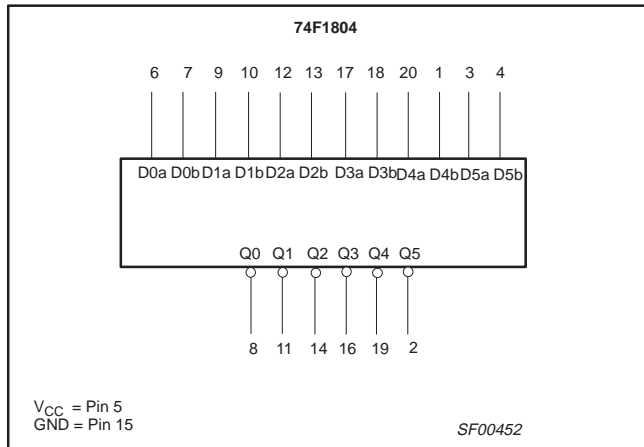 74F1804
6 7 9 10 12 13 17 18 20 1 3 4
D0a D0b D1a D1b D2a D2b D3a D3b D4a D4b D5a D5b
Q0 Q1 Q2 Q3 Q4 Q5
8 11 14 16 19 2
VCC = Pin 5
GND = Pin 15
SF00452